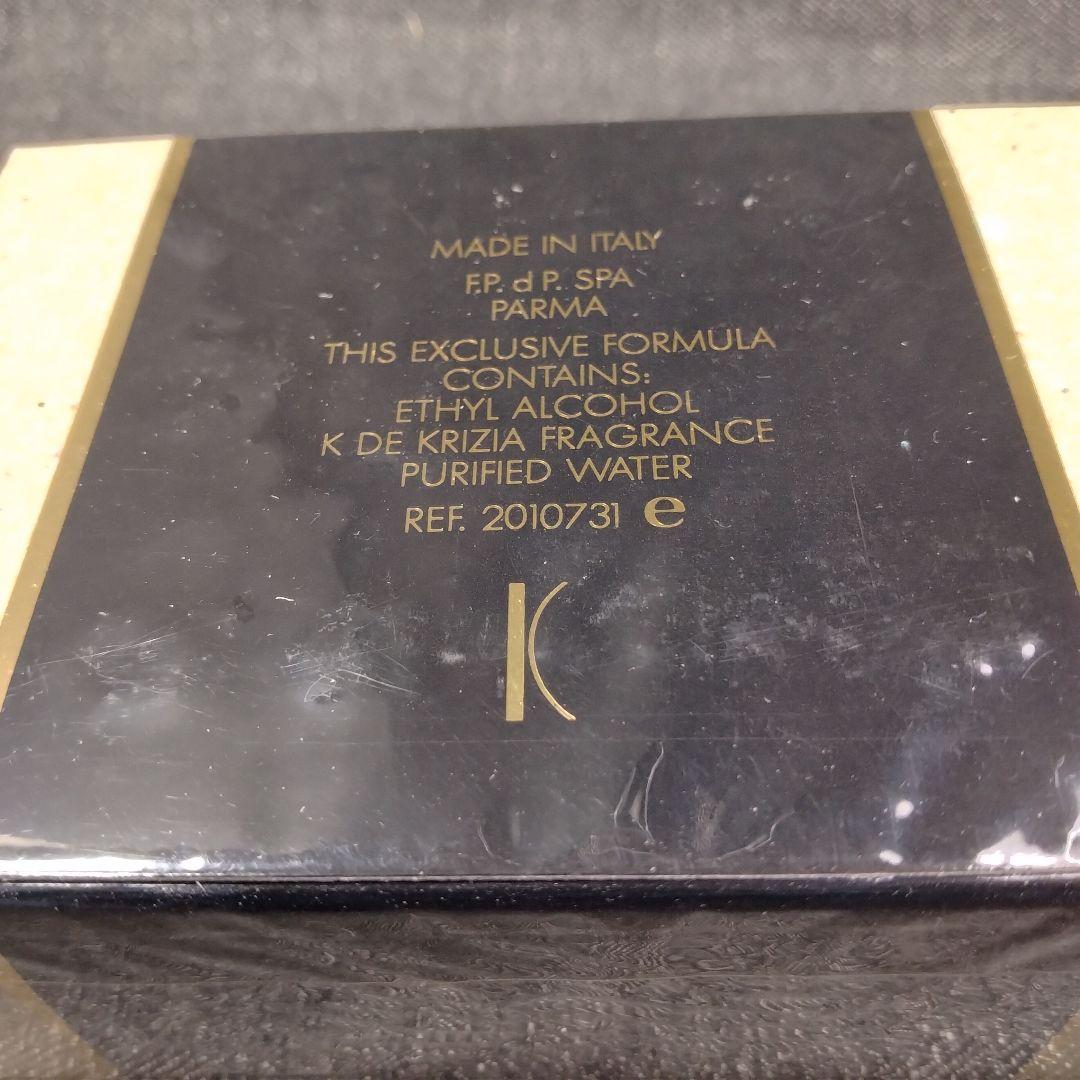 MADE IN ITALY
F.P. d P. SPA
PARMA
THIS EXCLUSIVE FORMULA
CONTAINS:
ETHYL ALCOHOL
K DE KRIZIA FRAGRANCE
PURIFIED WATER
REF. 2010731 e
K